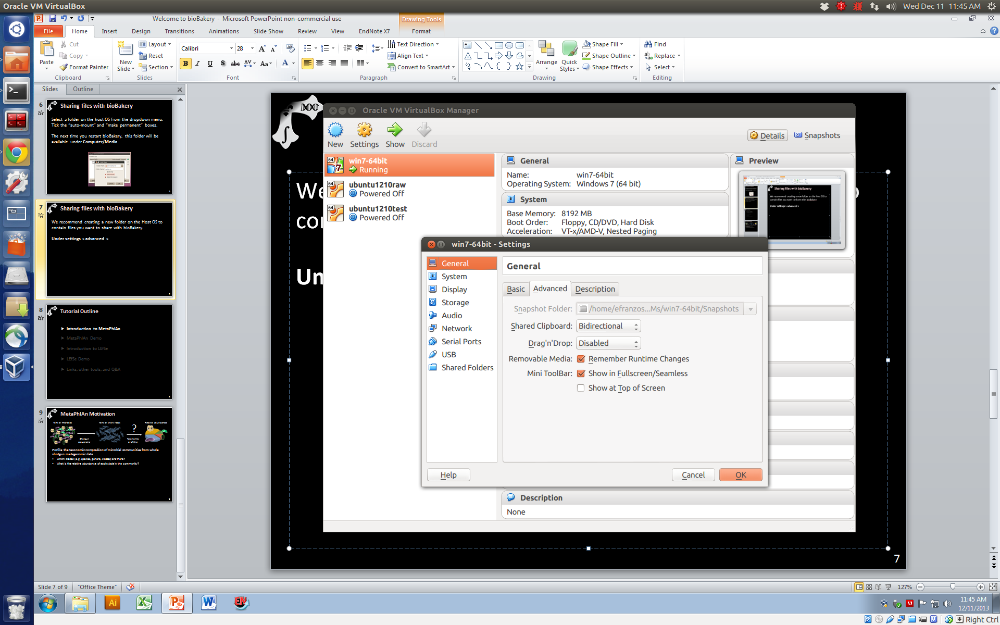 Oracle VM VirtualBox
Wed Dec 11 11:45 AM
Welcome to bioBakery - Microsoft PowerPoint non-commercial use
Drawing Tools
File Home Insert Design Transitions Animations Slide Show Review View EndNote X7 Format
Paste
Cut
Copy
Format Painter
Clipboard
New Slide
Layout
Reset
Section
Slides
Calibri 28
B I U S abc AV Aa A
Font
Text Direction
Align Text
Convert to SmartArt
Paragraph
Arrange
Quick Styles
Shape Fill
Shape Outline
Shape Effects
Drawing
Find
Replace
Select
Editing
Slides Outline
6
Sharing files with bioBakery
Select a folder on the host OS from the dropdown menu.
Tick the "auto-mount" and "make permanent" boxes.
The next time you restart bioBakery, this folder will be
available under Computer/Media
7
Sharing files with bioBakery
We recommend creating a new folder on the Host OS to
contain files you want to share with bioBakery.
Under settings > advanced >
8
Tutorial Outline
Introduction to MetaPhlAn
MetaPhlAn Demo
Introduction to LEfSe
LEfSe Demo
Links, other tools, and Q&A
9
MetaPhlAn Motivation
?
Shotgun sequencing
Taxonomic profiling
Profile the taxonomic composition of microbial communities from whole
shotgun metagenomic data
Which clades (e.g. species, genera, classes) are there?
What is the relative abundance of each clade in the community?
We
co
Un
7
Oracle VM VirtualBox Manager
New Settings Show Discard
Details Snapshots
win7-64bit
Running
ubuntu1210raw
Powered Off
ubuntu1210test
Powered Off
General
Name: win7-64bit
Operating System: Windows 7 (64 bit)
System
Base Memory: 8192 MB
Boot Order: Floppy, CD/DVD, Hard Disk
Acceleration: VT-x/AMD-V, Nested Paging
Preview
Sharing files with bioBakery
We recommend creating a new folder on the Host OS to
contain files you want to share with bioBakery.
Under settings > advanced >
win7-64bit - Settings
General
System
Display
Storage
Audio
Network
Serial Ports
USB
Shared Folders
General
Basic Advanced Description
Snapshot Folder: /home/efranzos...Ms/win7-64bit/Snapshots
Shared Clipboard: Bidirectional
Drag'n'Drop: Disabled
Removable Media: Remember Runtime Changes
Mini ToolBar: Show in Fullscreen/Seamless
Show at Top of Screen
Help Cancel OK
Description
None
Slide 7 of 9 "Office Theme" 127%
11:45 AM
12/11/2013
Right Ctrl